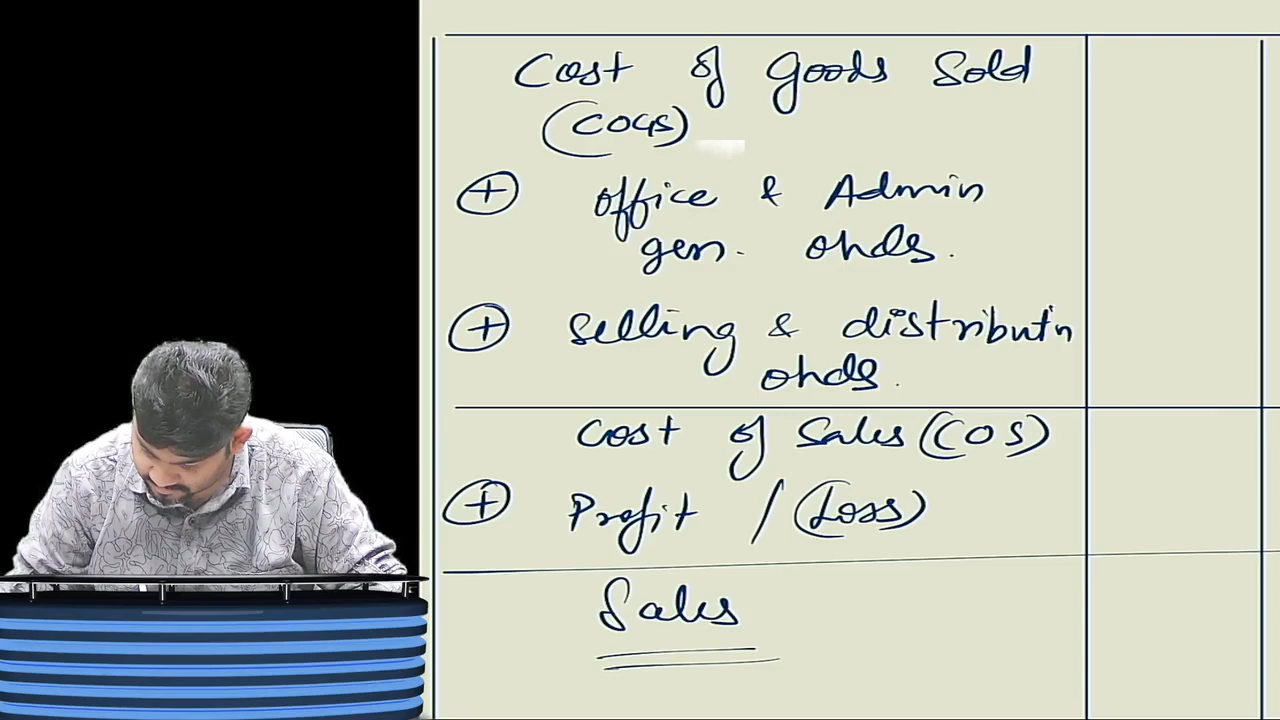 Cost of Goods Sold
(COGS)
+ office & Admin
gen. ohds.
+ Selling & distributn
ohds.
Cost of Sales (COS)
+ Profit / (Loss)
Sales